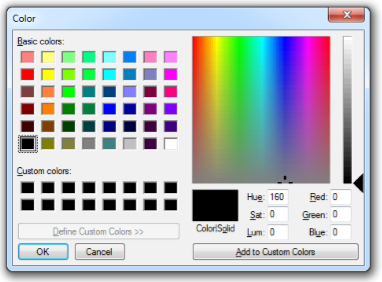 Color
Basic colors:
Custom colors:
Define Custom Colors >>
OK
Cancel
Color|Solid
Hue: 160
Sat: 0
Lum: 0
Red: 0
Green: 0
Blue: 0
Add to Custom Colors